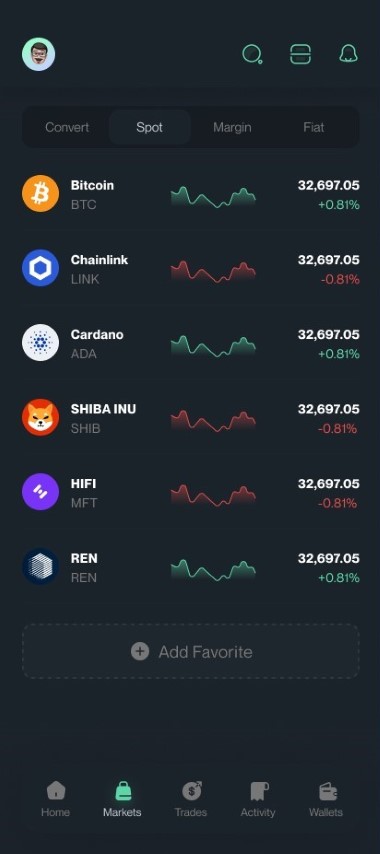 Convert Spot Margin Fiat
Bitcoin 32,697.05
BTC +0.81%
Chainlink 32,697.05
LINK -0.81%
Cardano 32,697.05
ADA +0.81%
SHIBA INU 32,697.05
SHIB -0.81%
HIFI 32,697.05
MFT -0.81%
REN 32,697.05
REN +0.81%
Add Favorite
Home Markets Trades Activity Wallets